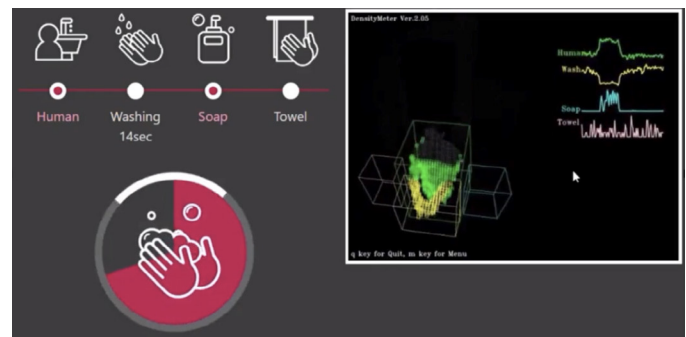 Human
Washing
14sec
Soap
Towel
DensityMeter Ver.2.05
Human
Wash
Soap
Towel
q key for Quit, m key for Menu